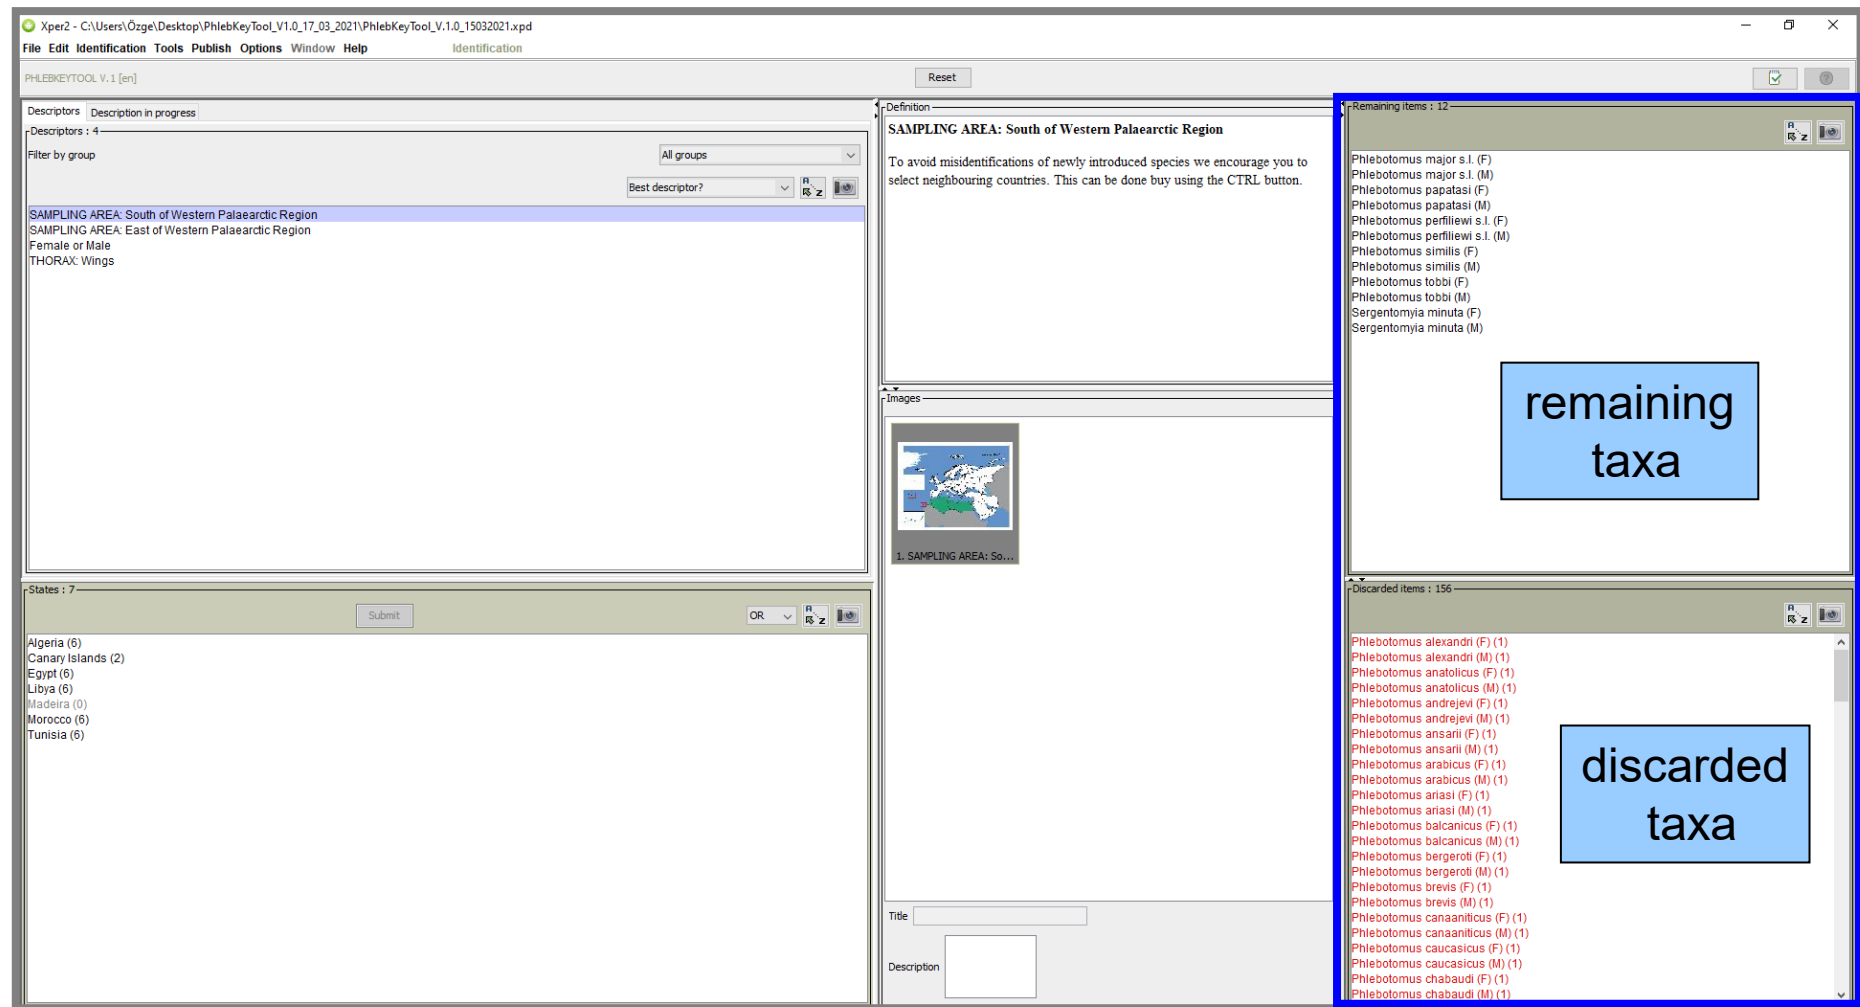 Xper2 - C:\Users\Özge\Desktop\PhlebKeyTool_V1.0_17_03_2021\PhlebKeyTool_V.1.0_15032021.xpd
File Edit Identification Tools Publish Options Window Help Identification
PHLEBKEYTOOL V.1 [en]
Reset
Descriptors Description in progress
Descriptors : 4
Filter by group
All groups
Best descriptor?
SAMPLING AREA: South of Western Palaearctic Region
SAMPLING AREA: East of Western Palaearctic Region
Female or Male
THORAX: Wings
States : 7
Submit
OR
Algeria (6)
Canary Islands (2)
Egypt (6)
Libya (6)
Madeira (0)
Morocco (6)
Tunisia (6)
Definition
SAMPLING AREA: South of Western Palaearctic Region
To avoid misidentifications of newly introduced species we encourage you to
select neighbouring countries. This can be done buy using the CTRL button.
Images
1. SAMPLING AREA: So...
Title
Description
Remaining items : 12
Phlebotomus major s.l. (F)
Phlebotomus major s.l. (M)
Phlebotomus papatasi (F)
Phlebotomus papatasi (M)
Phlebotomus perfiliewi s.l. (F)
Phlebotomus perfiliewi s.l. (M)
Phlebotomus similis (F)
Phlebotomus similis (M)
Phlebotomus tobbi (F)
Phlebotomus tobbi (M)
Sergentomyia minuta (F)
Sergentomyia minuta (M)
remaining
taxa
Discarded items : 156
Phlebotomus alexandri (F) (1)
Phlebotomus alexandri (M) (1)
Phlebotomus anatolicus (F) (1)
Phlebotomus anatolicus (M) (1)
Phlebotomus andrejevi (F) (1)
Phlebotomus andrejevi (M) (1)
Phlebotomus ansarii (F) (1)
Phlebotomus ansarii (M) (1)
Phlebotomus arabicus (F) (1)
Phlebotomus arabicus (M) (1)
Phlebotomus ariasi (F) (1)
Phlebotomus ariasi (M) (1)
Phlebotomus balcanicus (F) (1)
Phlebotomus balcanicus (M) (1)
Phlebotomus bergeroti (F) (1)
Phlebotomus bergeroti (M) (1)
Phlebotomus brevis (F) (1)
Phlebotomus brevis (M) (1)
Phlebotomus canaaniticus (F) (1)
Phlebotomus canaaniticus (M) (1)
Phlebotomus caucasicus (F) (1)
Phlebotomus caucasicus (M) (1)
Phlebotomus chabaudi (F) (1)
Phlebotomus chabaudi (M) (1)
discarded
taxa